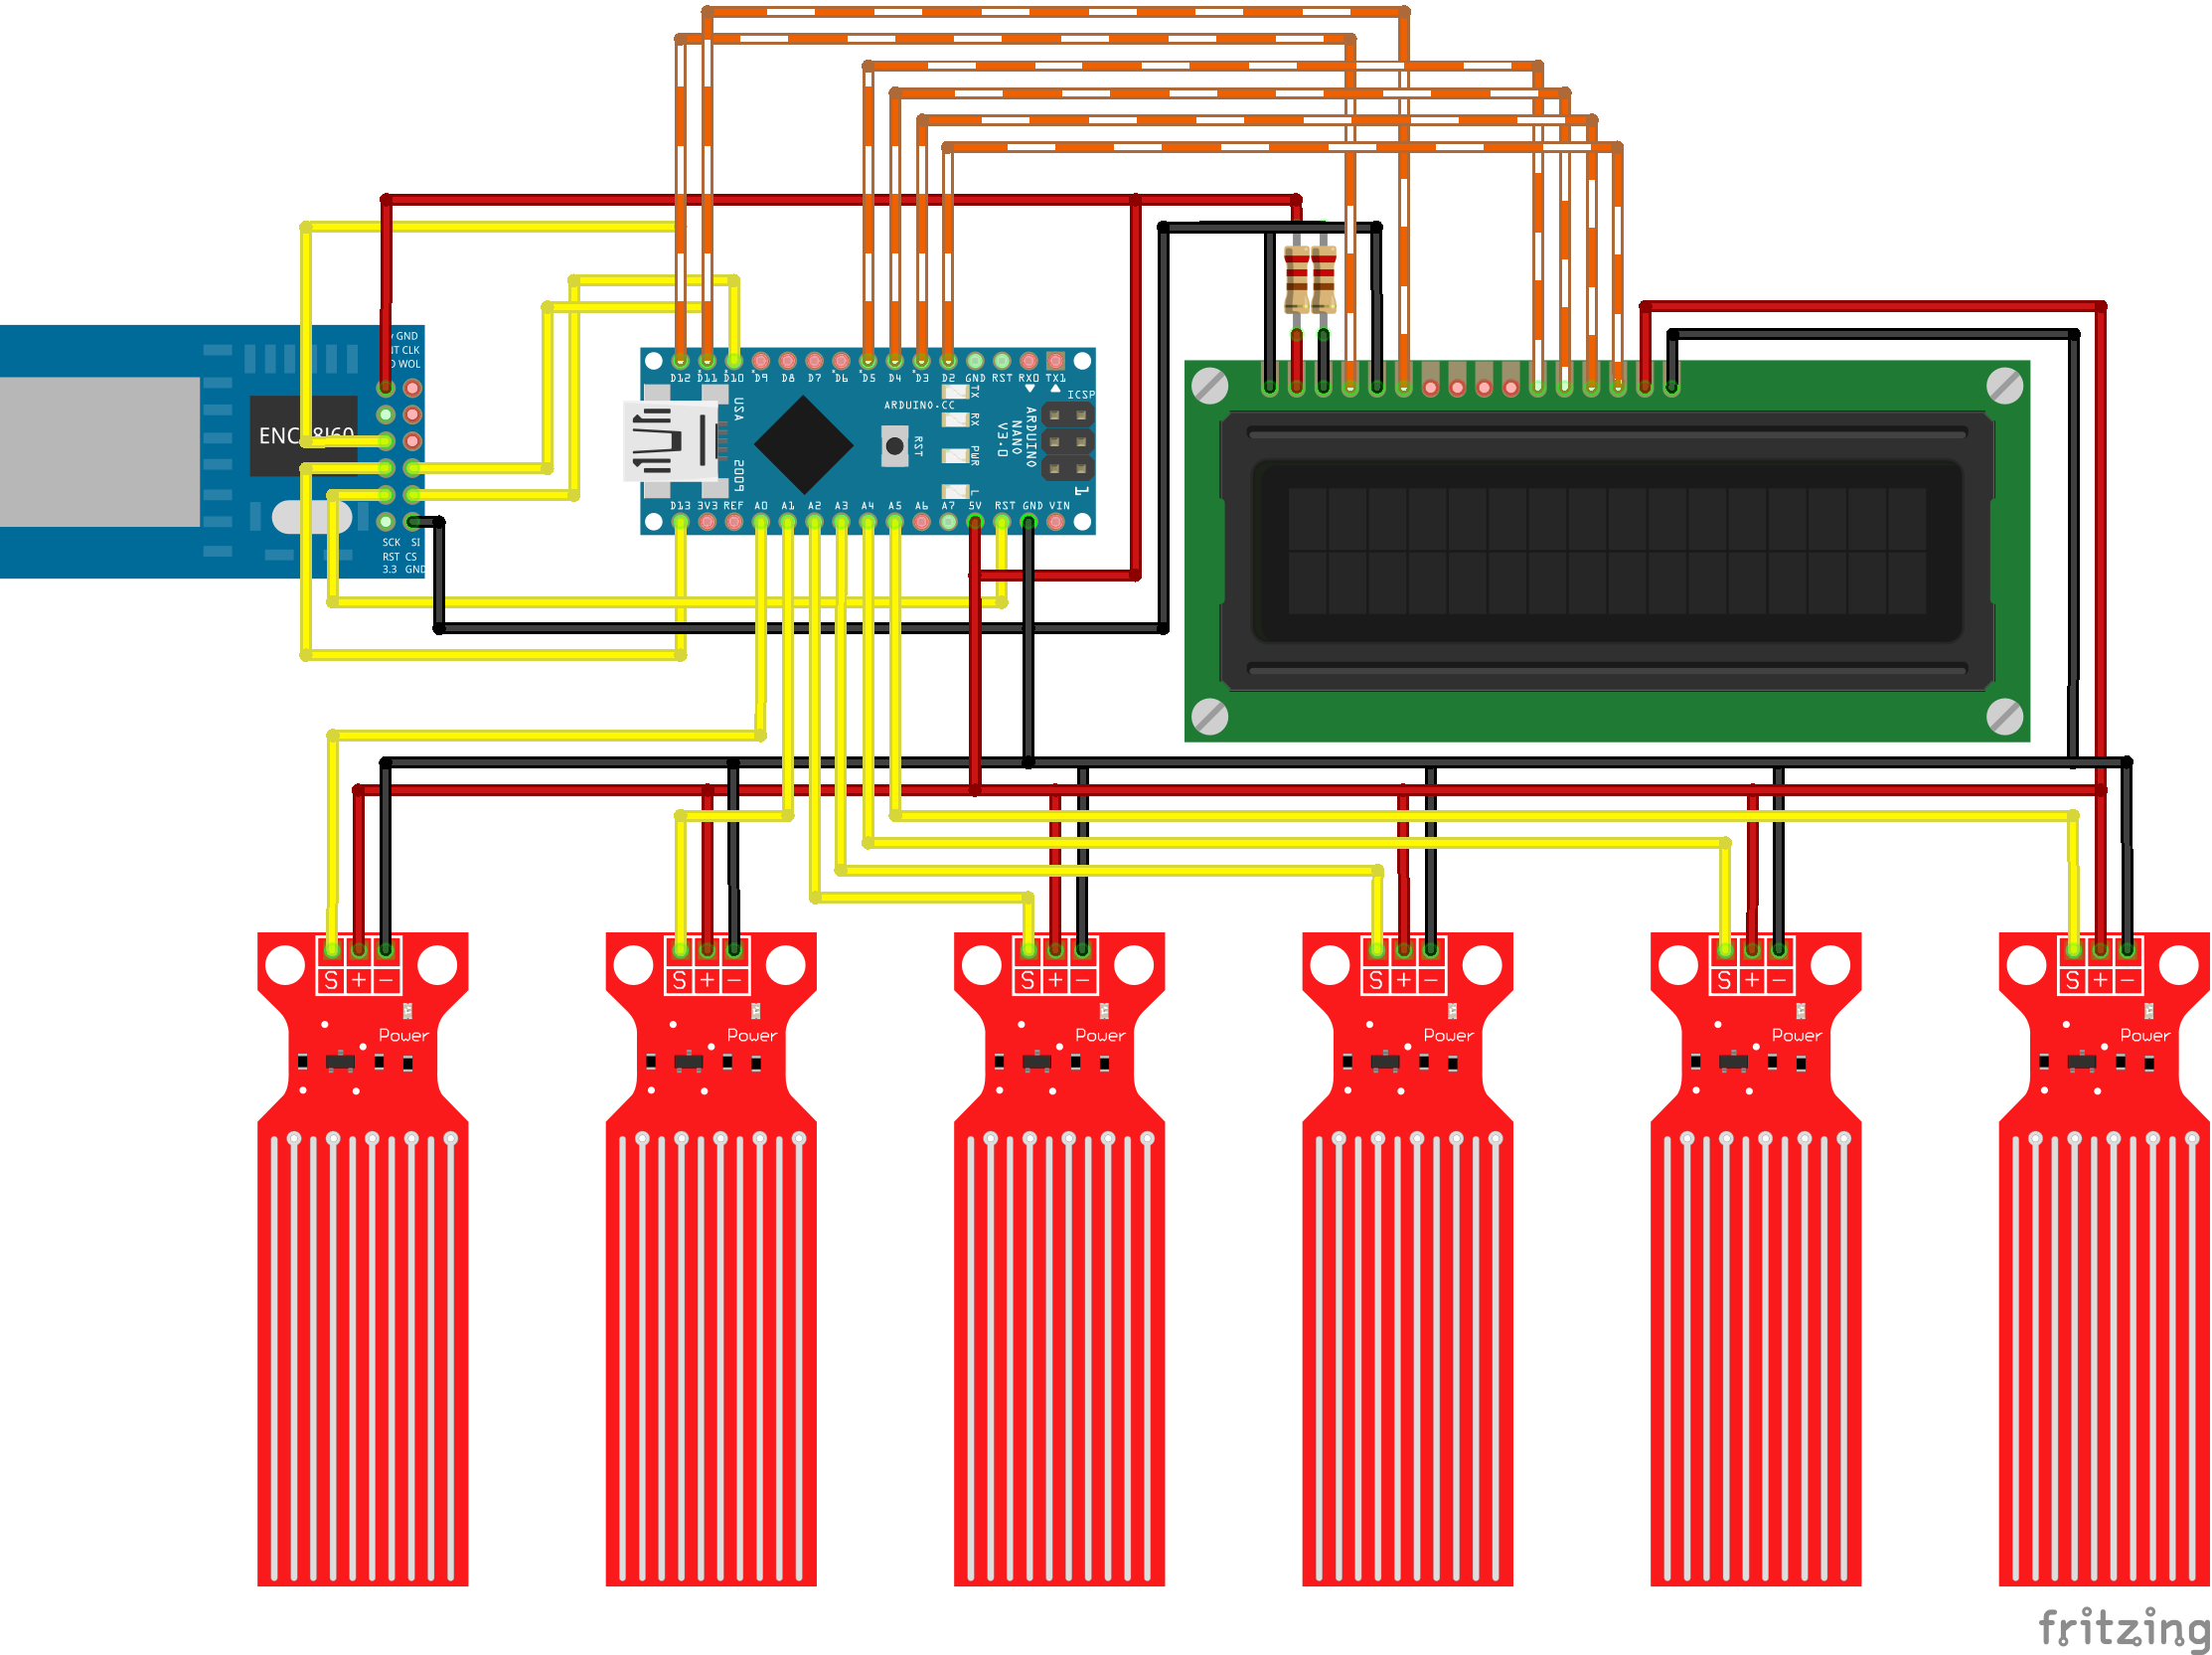 GND
CLK
WOL
SCK SI
RST CS
3.3 GND
D12 D11 D10 D9 D8 D7 D6 D5 D4 D3 D2 GND RST RX0 TX1
USA
TX
RX
PWR
L
ARDUINO.CC
RST
ARDUINO
NANO
V3.0
ICSP
1
2009
D13 3V3 REF A0 A1 A2 A3 A4 A5 A6 A7 5V RST GND VIN
S + −
Power
S + −
Power
S + −
Power
S + −
Power
S + −
Power
S + −
Power
fritzing